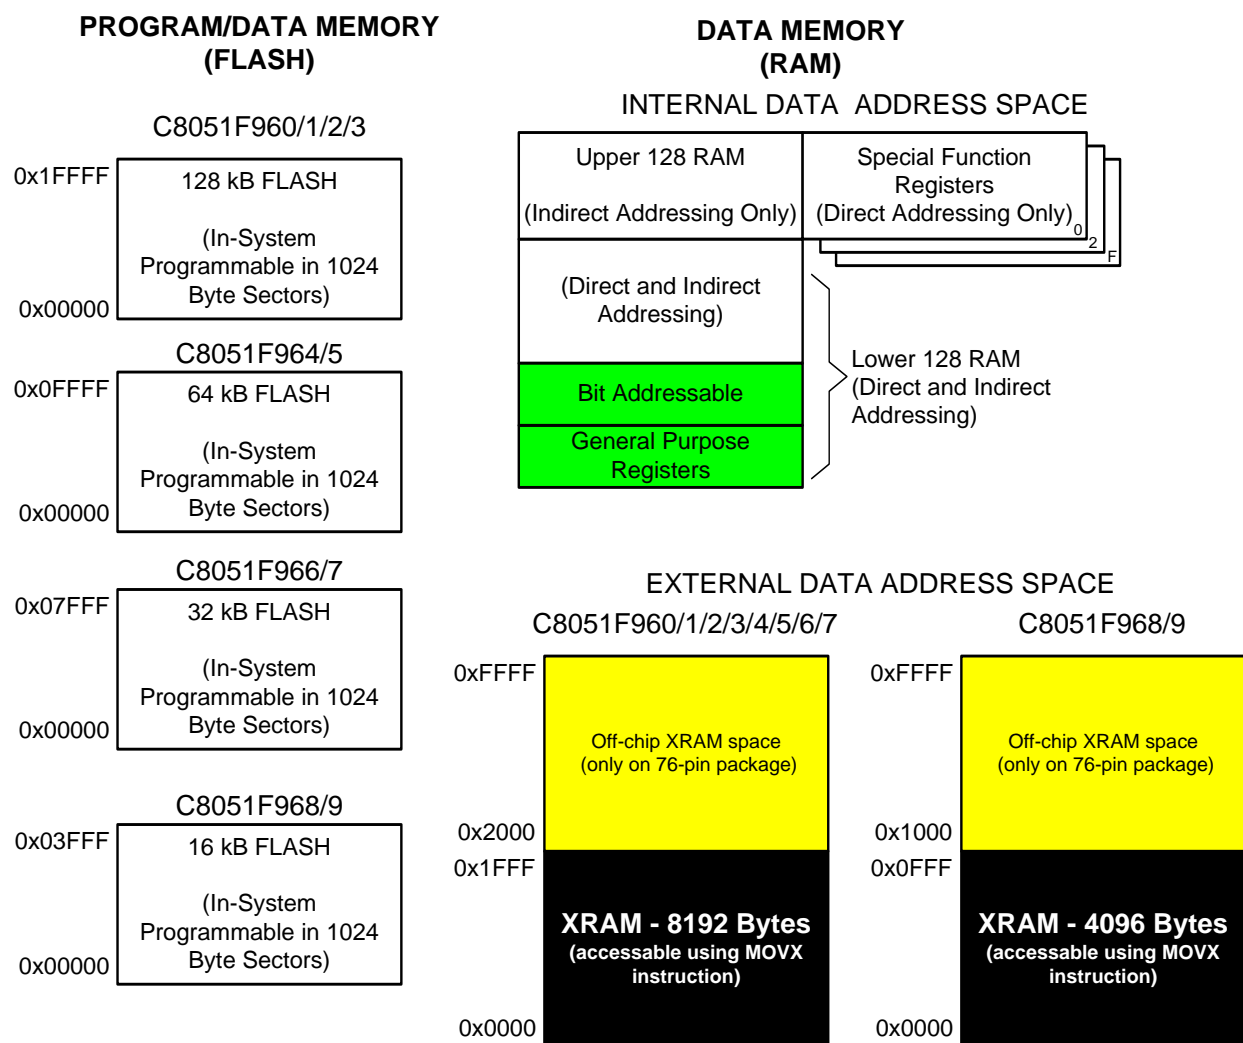 PROGRAM/DATA MEMORY
(FLASH)
C8051F960/1/2/3
0x1FFFF
128 kB FLASH
(In-System
Programmable in 1024
Byte Sectors)
0x00000
C8051F964/5
0x0FFFF
64 kB FLASH
(In-System
Programmable in 1024
Byte Sectors)
0x00000
C8051F966/7
0x07FFF
32 kB FLASH
(In-System
Programmable in 1024
Byte Sectors)
0x00000
C8051F968/9
0x03FFF
16 kB FLASH
(In-System
Programmable in 1024
Byte Sectors)
0x00000
DATA MEMORY
(RAM)
INTERNAL DATA ADDRESS SPACE
Upper 128 RAM
(Indirect Addressing Only)
Special Function
Registers
(Direct Addressing Only)
0
2
F
(Direct and Indirect
Addressing)
Bit Addressable
General Purpose
Registers
Lower 128 RAM
(Direct and Indirect
Addressing)
EXTERNAL DATA ADDRESS SPACE
C8051F960/1/2/3/4/5/6/7
0xFFFF
Off-chip XRAM space
(only on 76-pin package)
0x2000
0x1FFF
XRAM - 8192 Bytes
(accessable using MOVX
instruction)
0x0000
C8051F968/9
0xFFFF
Off-chip XRAM space
(only on 76-pin package)
0x1000
0x0FFF
XRAM - 4096 Bytes
(accessable using MOVX
instruction)
0x0000